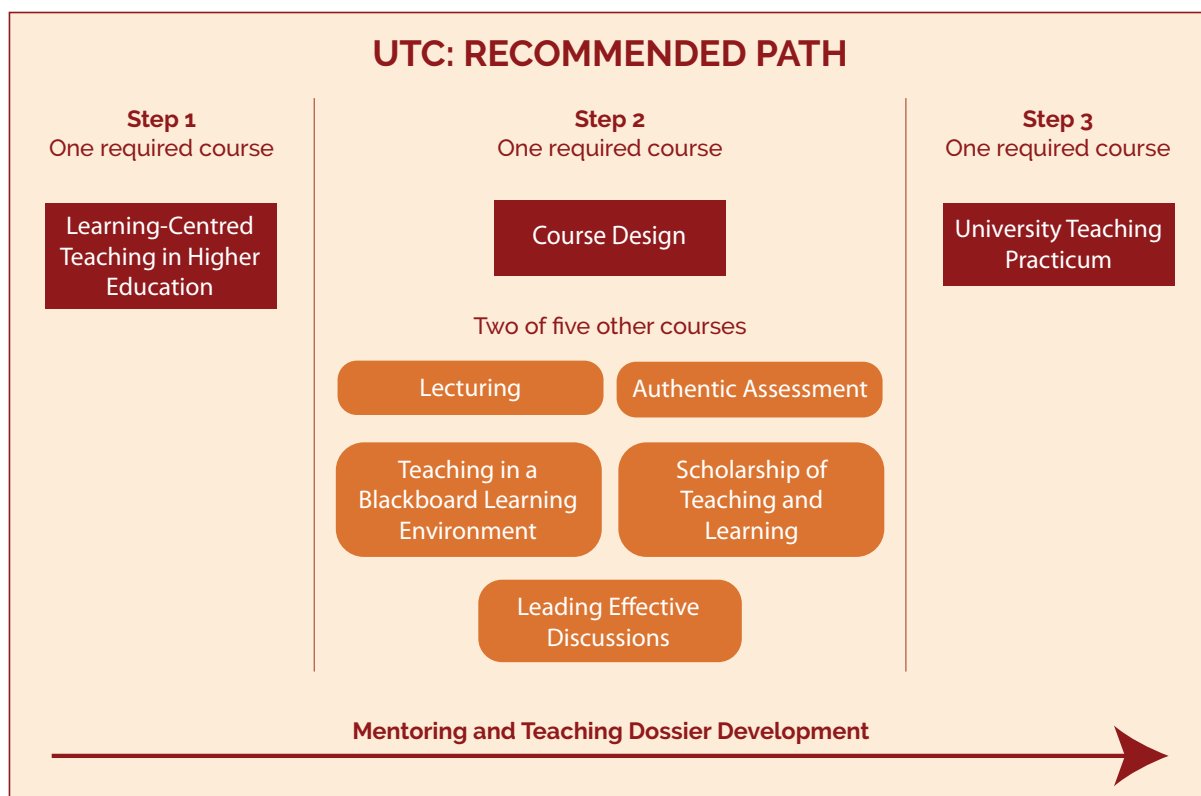 UTC: RECOMMENDED PATH
Step 1
One required course
Learning-Centred
Teaching in Higher
Education
Step 2
One required course
Course Design
Two of five other courses
Lecturing
Authentic Assessment
Teaching in a
Blackboard Learning
Environment
Scholarship of
Teaching and
Learning
Leading Effective
Discussions
Step 3
One required course
University Teaching
Practicum
Mentoring and Teaching Dossier Development